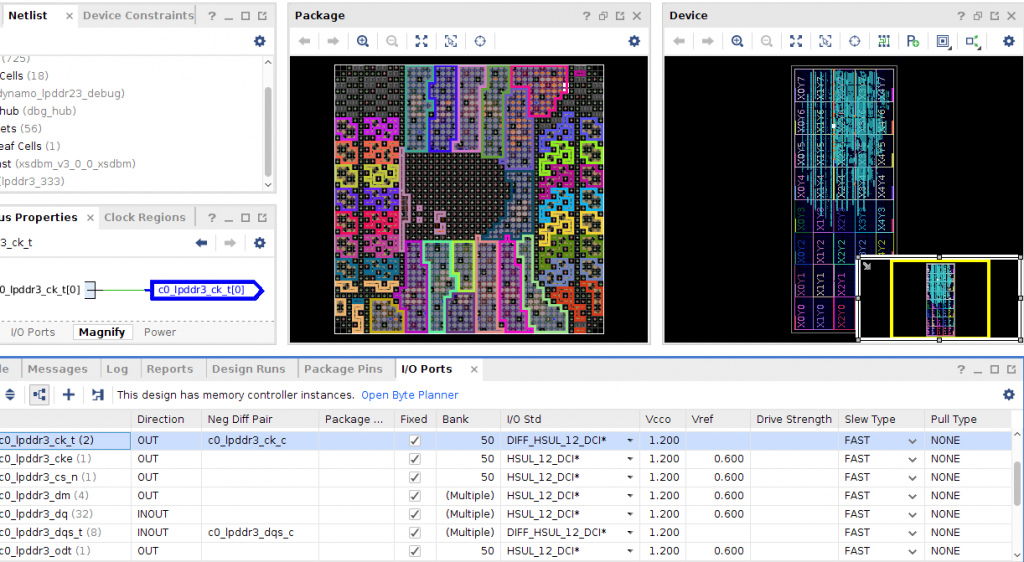 Netlist × Device Constraints ? _
(725)
Cells (18)
dynamo_lpddr23_debug)
hub (dbg_hub)
ets (56)
eaf Cells (1)
ast (xsdbm_v3_0_0_xsdbm)
(lpddr3_333)
us Properties × Clock Regions ? _
r3_ck_t
0_lpddr3_ck_t[0] c0_lpddr3_ck_t[0]
I/O Ports Magnify Power
Package ?
Device ?
X0Y7 X1Y7
X0Y6 X1Y6 X4Y6
X0Y5 X1Y5 X4Y5
X0Y4 X1Y4 X2Y4 X3Y4 X4Y4
X0Y3 X1Y3 X2Y3 X3Y3 X4Y3
X0Y2 X1Y2 X2Y2 X3Y2 X4Y2
X0Y1 X1Y1 X2Y1
X0Y0 X1Y0 X2Y0
le Messages Log Reports Design Runs Package Pins I/O Ports × ? _
This design has memory controller instances. Open Byte Planner
Direction Neg Diff Pair Package ... Fixed Bank I/O Std Vcco Vref Drive Strength Slew Type Pull Type
c0_lpddr3_ck_t (2) OUT c0_lpddr3_ck_c 50 DIFF_HSUL_12_DCI* 1.200 FAST NONE
c0_lpddr3_cke (1) OUT 50 HSUL_12_DCI* 1.200 0.600 FAST NONE
c0_lpddr3_cs_n (1) OUT 50 HSUL_12_DCI* 1.200 0.600 FAST NONE
c0_lpddr3_dm (4) OUT (Multiple) HSUL_12_DCI* 1.200 0.600 FAST NONE
c0_lpddr3_dq (32) INOUT (Multiple) HSUL_12_DCI* 1.200 0.600 FAST NONE
c0_lpddr3_dqs_t (8) INOUT c0_lpddr3_dqs_c (Multiple) DIFF_HSUL_12_DCI* 1.200 FAST NONE
c0_lpddr3_odt (1) OUT 50 HSUL_12_DCI* 1.200 0.600 FAST NONE